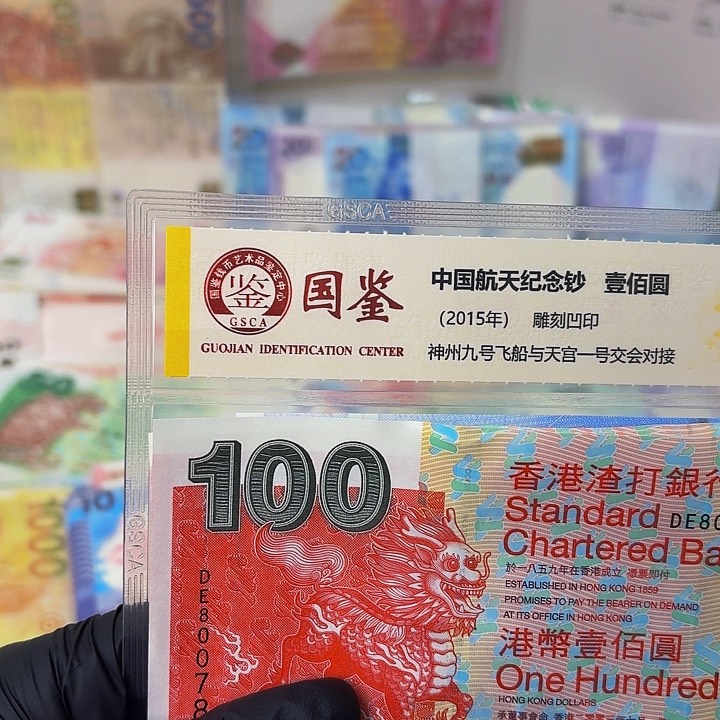 GSCA
国鉴钱币艺术品鉴定中心
鉴
GSCA
国鉴
GUOJIAN IDENTIFICATION CENTER
中国航天纪念钞 壹佰圆
（2015年） 雕刻凹印
神州九号飞船与天宫一号交会对接
GSCA
100
DE80078
香港渣打銀行
Standard
DE80
Chartered Ba
於一八五九年在香港成立 憑票即付
ESTABLISHED IN HONG KONG 1859
PROMISES TO PAY THE BEARER ON DEMAND
AT ITS OFFICE IN HONG KONG
港幣壹佰圓
One Hundred
HONG KONG DOLLARS